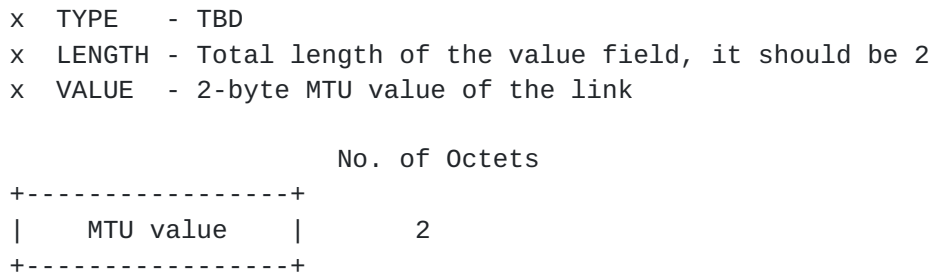 x  TYPE   - TBD
x  LENGTH - Total length of the value field, it should be 2
x  VALUE  - 2-byte MTU value of the link

                    No. of Octets
+-----------------+
|    MTU value    |       2
+-----------------+